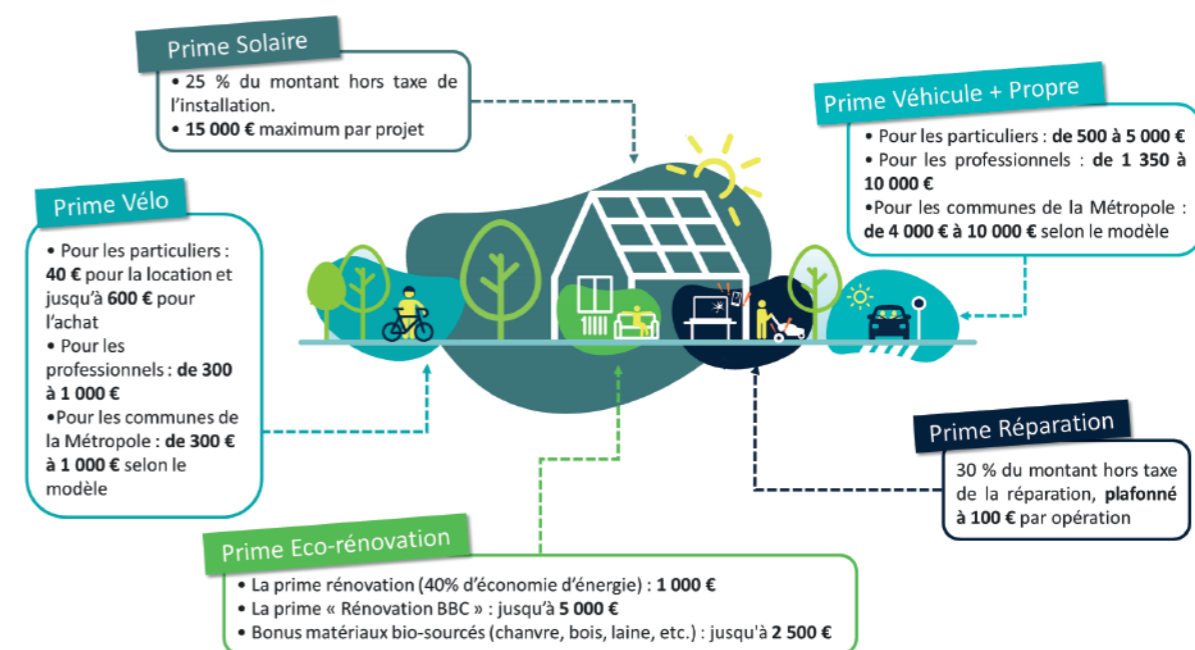 Prime Solaire
• 25 % du montant hors taxe de
l'installation.
• 15 000 € maximum par projet
Prime Véhicule + Propre
• Pour les particuliers : de 500 à 5 000 €
• Pour les professionnels : de 1 350 à
10 000 €
•Pour les communes de la Métropole :
de 4 000 € à 10 000 € selon le modèle
Prime Vélo
• Pour les particuliers :
40 € pour la location et
jusqu'à 600 € pour
l'achat
• Pour les
professionnels : de 300
à 1 000 €
•Pour les communes de
la Métropole : de 300 €
à 1 000 € selon le
modèle
Prime Réparation
30 % du montant hors taxe
de la réparation, plafonné
à 100 € par opération
Prime Eco-rénovation
• La prime rénovation (40% d'économie d'énergie) : 1 000 €
• La prime « Rénovation BBC » : jusqu'à 5 000 €
• Bonus matériaux bio-sourcés (chanvre, bois, laine, etc.) : jusqu'à 2 500 €